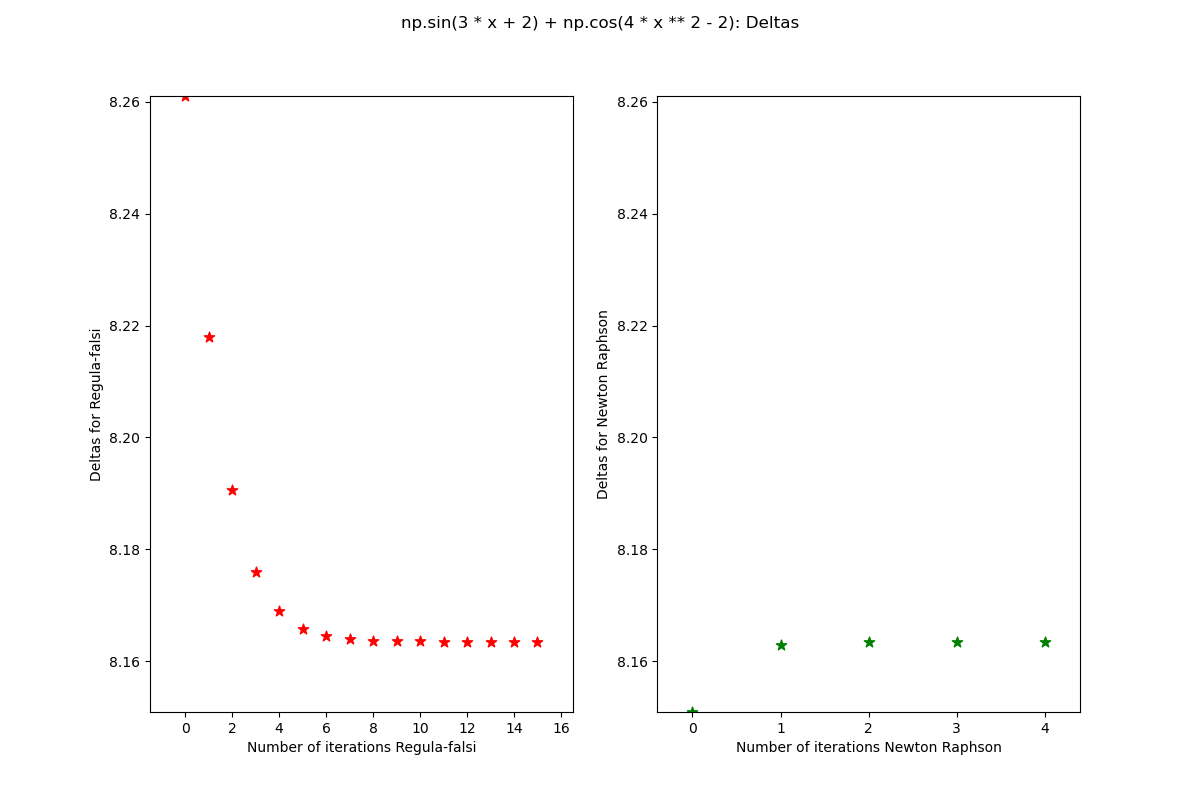 np.sin(3 * x + 2) + np.cos(4 * x ** 2 - 2): Deltas
Deltas for Regula-falsi
8.26
8.24
8.22
8.20
8.18
8.16
0 2 4 6 8 10 12 14 16
Number of iterations Regula-falsi
Deltas for Newton Raphson
8.26
8.24
8.22
8.20
8.18
8.16
0 1 2 3 4
Number of iterations Newton Raphson